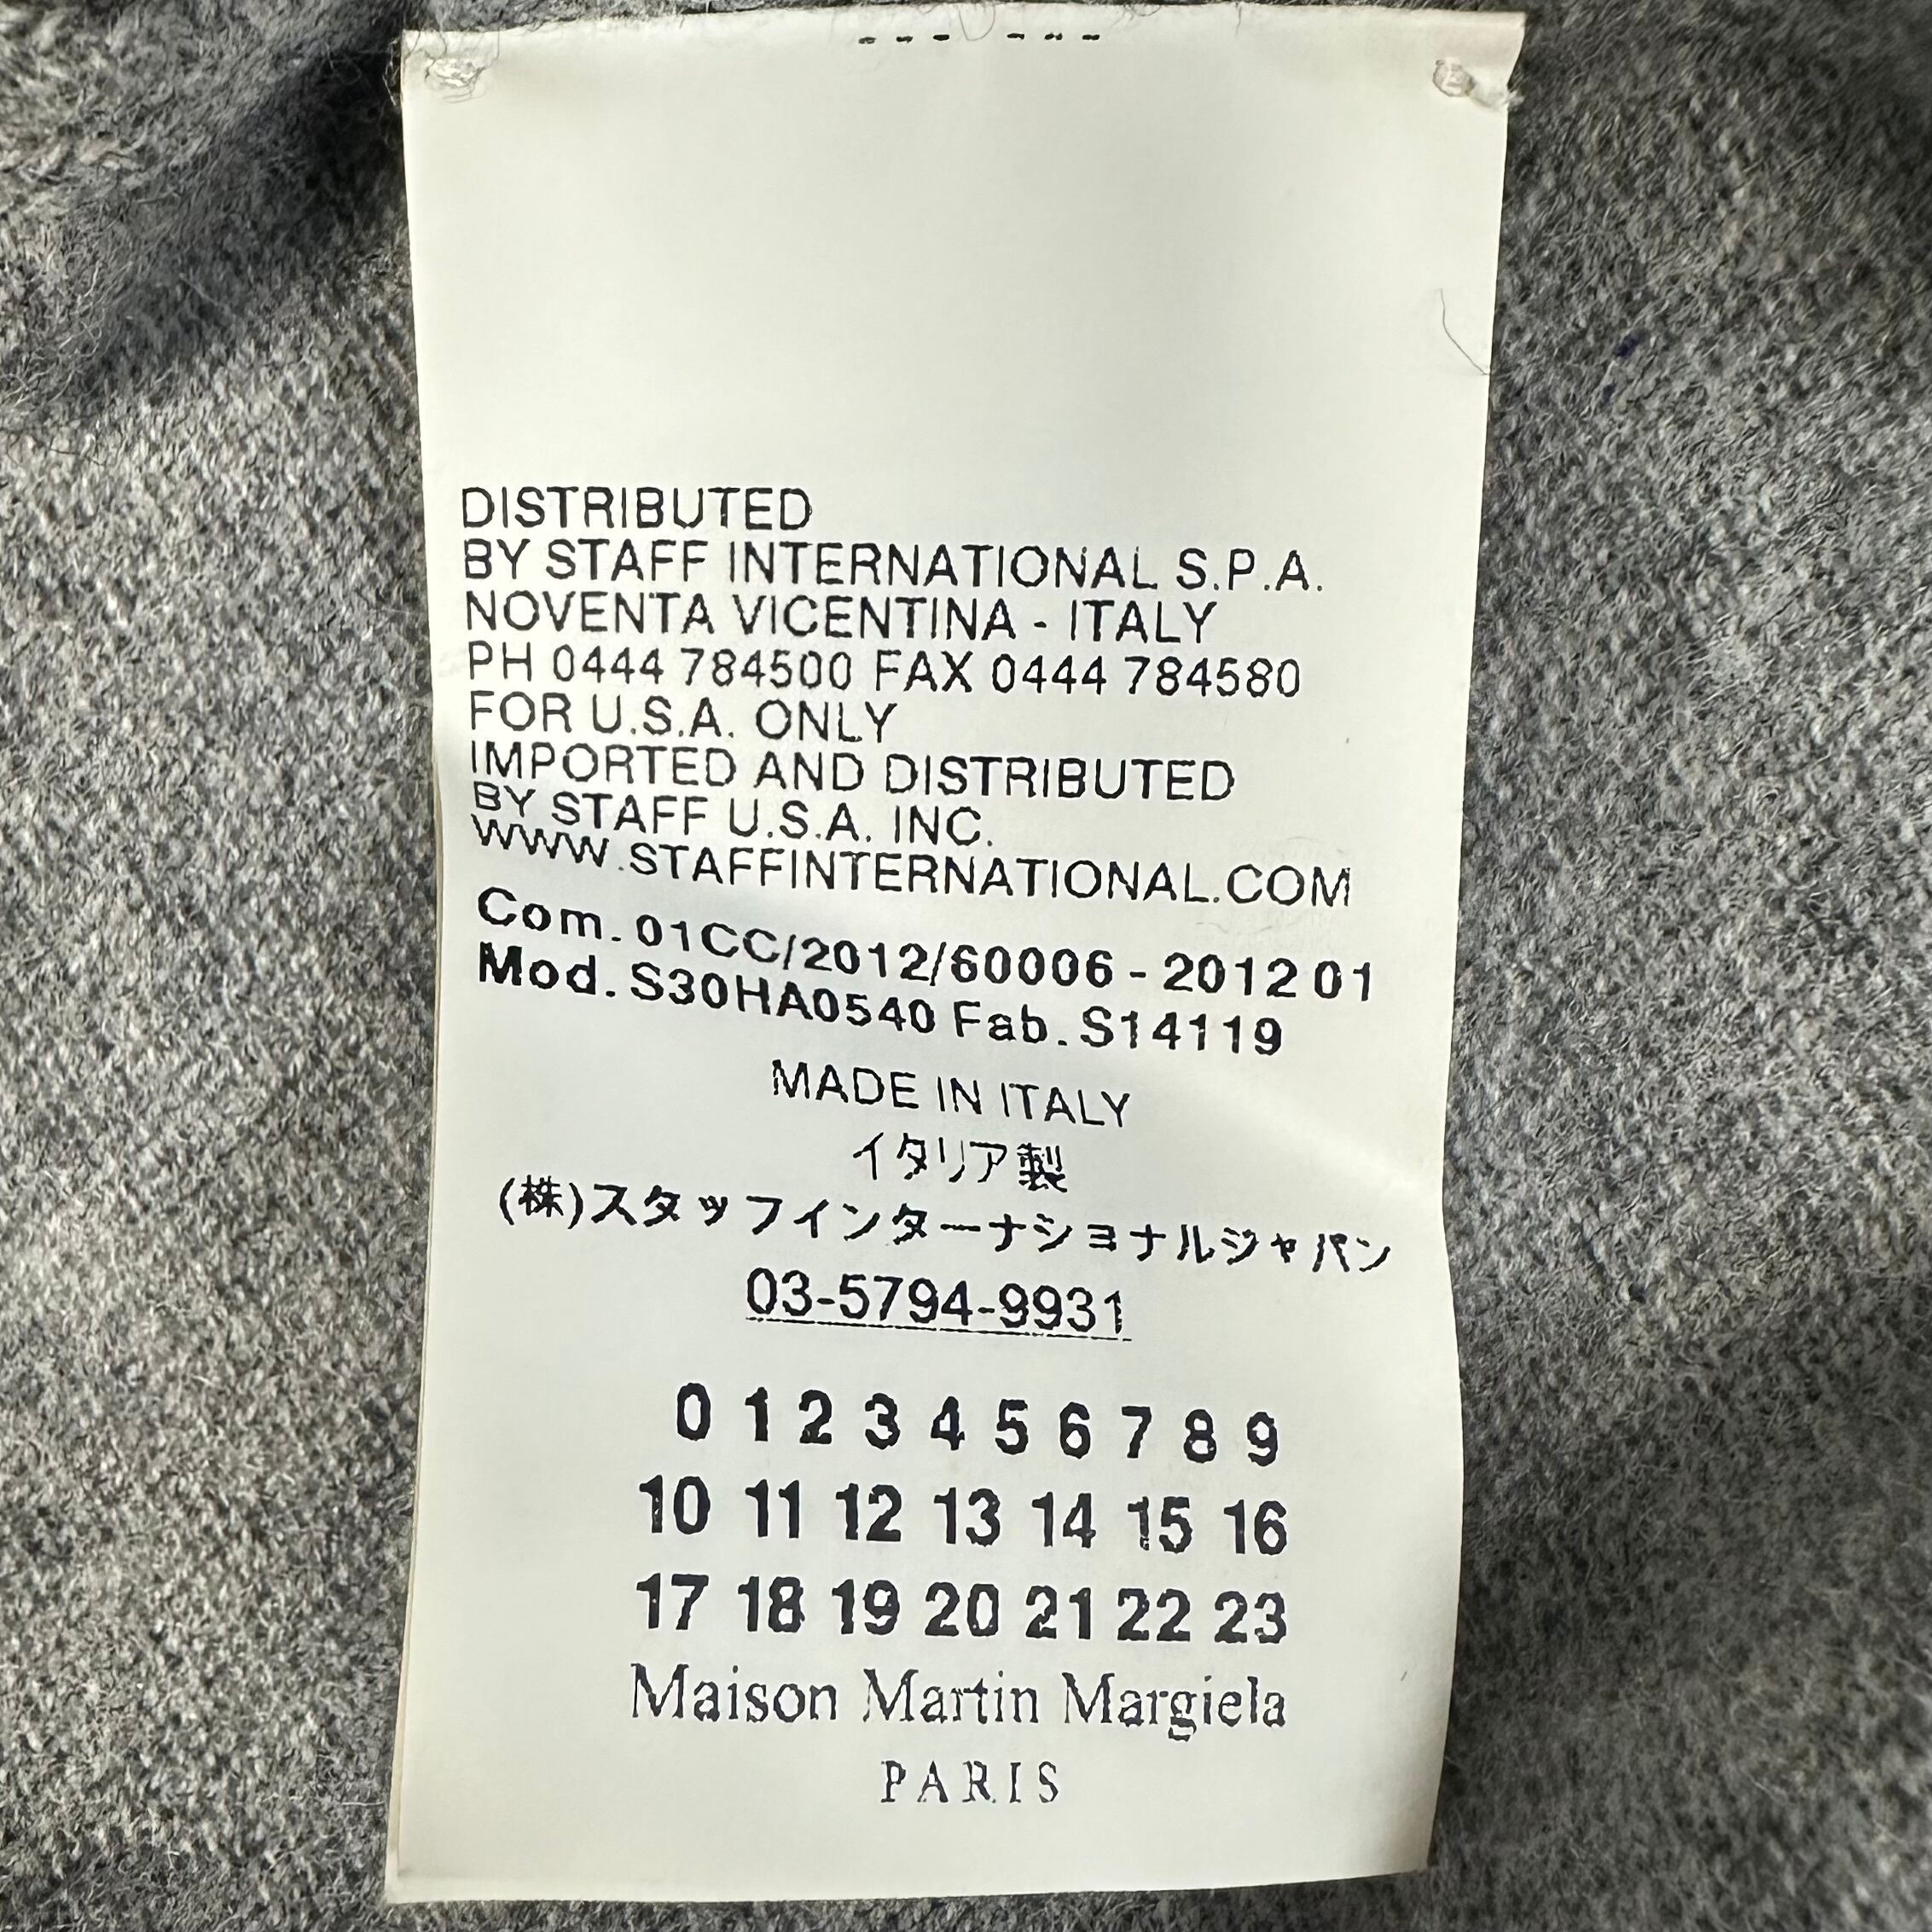 DISTRIBUTED
BY STAFF INTERNATIONAL S.P.A.
NOVENTA VICENTINA - ITALY
PH 0444 784500 FAX 0444 784580
FOR U.S.A. ONLY
IMPORTED AND DISTRIBUTED
BY STAFF U.S.A. INC.
WWW.STAFFINTERNATIONAL.COM
Com. 01CC/2012/60006 - 2012 01
Mod. S30HA0540 Fab. S14119
MADE IN ITALY
イタリア製
(株)スタッフインターナショナルジャパン
03-5794-9931
0 1 2 3 4 5 6 7 8 9
10 11 12 13 14 15 16
17 18 19 20 21 22 23
Maison Martin Margiela
PARIS